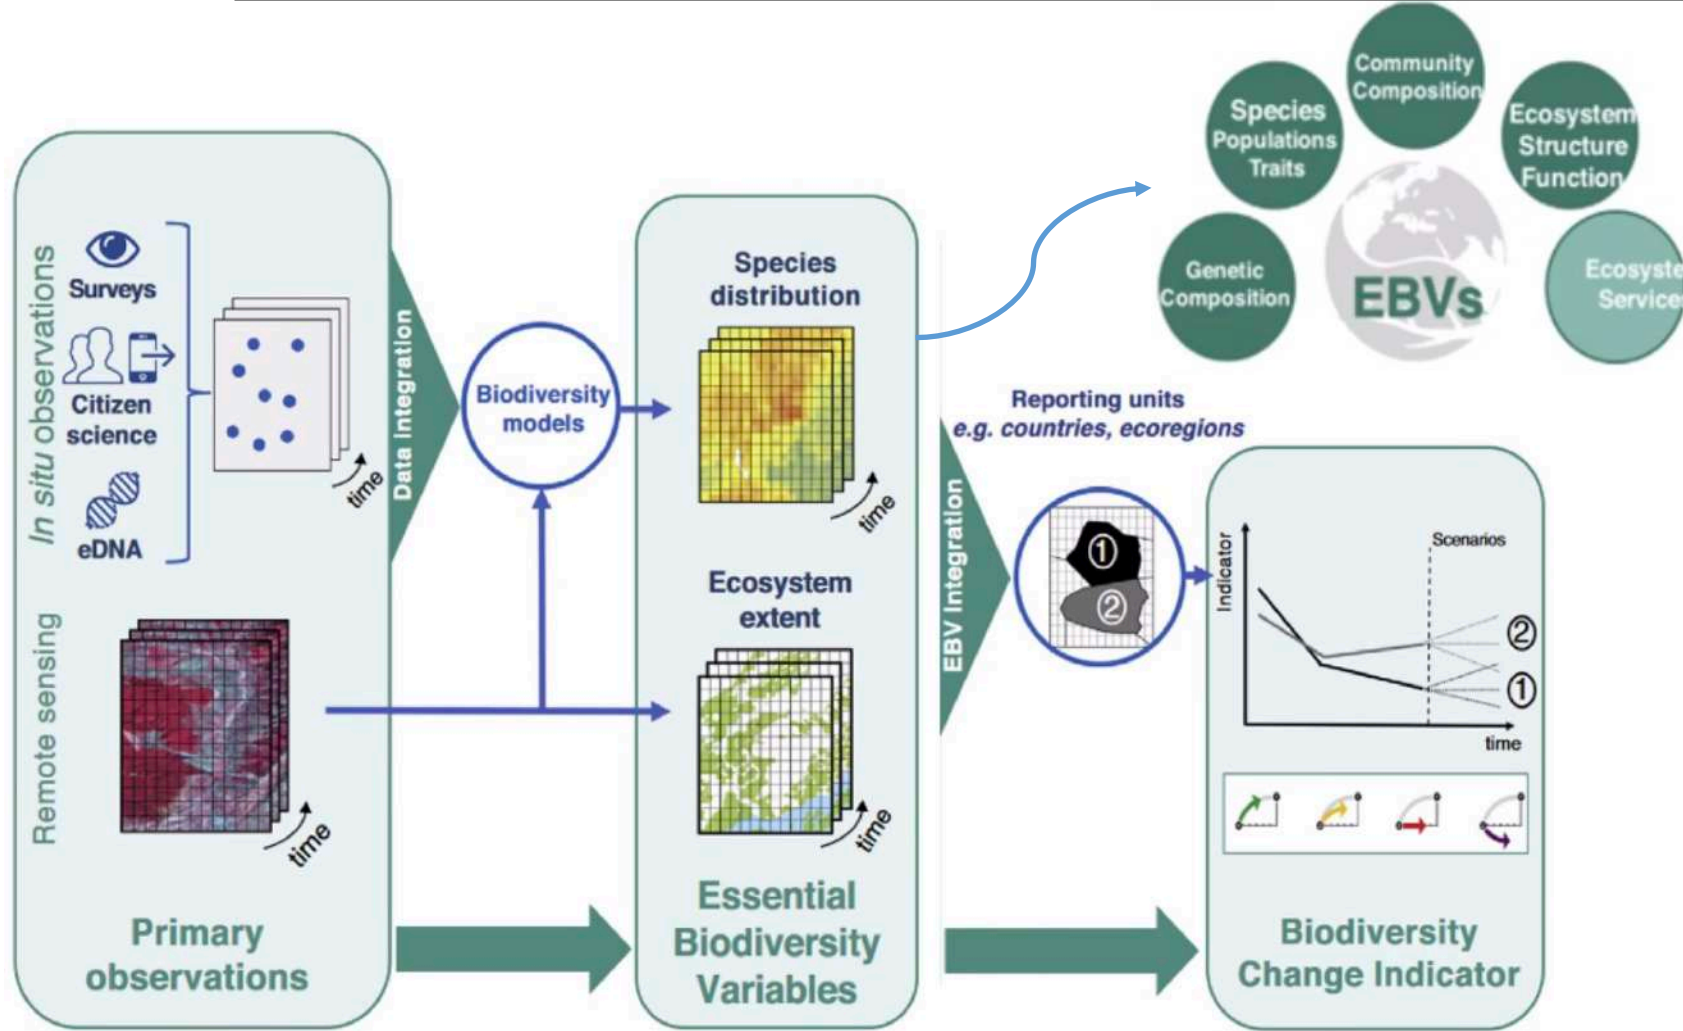 In situ observations
Surveys
Citizen
science
eDNA
time
Remote sensing
time
Primary
observations
Data integration
Biodiversity
models
Species
distribution
time
Ecosystem
extent
time
Essential
Biodiversity
Variables
EBV Integration
Reporting units
e.g. countries, ecoregions
1
2
Indicator
Scenarios
2
1
time
Biodiversity
Change Indicator
Community
Composition
Species
Populations
Traits
Ecosystem
Structure
Function
Genetic
Composition
EBVs
Ecosyste
Service